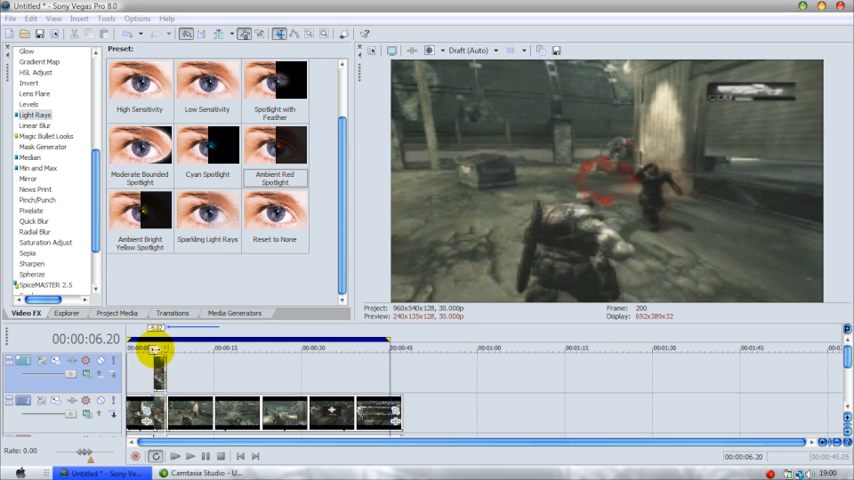 Untitled * - Sony Vegas Pro 8.0
File Edit View Insert Tools Options Help
Glow
Gradient Map
HSL Adjust
Invert
Lens Flare
Levels
Light Rays
Linear Blur
Magic Bullet Looks
Mask Generator
Median
Min and Max
Mirror
News Print
Pinch/Punch
Pixelate
Quick Blur
Radial Blur
Saturation Adjust
Sepia
Sharpen
Spherize
SpiceMASTER 2.5
Preset:
High Sensitivity
Low Sensitivity
Spotlight with
Feather
Moderate Bounded
Spotlight
Cyan Spotlight
Ambient Red
Spotlight
Ambient Bright
Yellow Spotlight
Sparkling Light Rays
Reset to None
Draft (Auto)
Project: 960x540x128, 30.000p
Preview: 240x135x128, 30.000p
Frame: 200
Display: 692x389x32
Video FX Explorer Project Media Transitions Media Generators
00:00:06.20
00:00:15 00:00:30 00:00:45 00:01:00 00:01:15 00:01:30 00:01:45 00:02:
Rate: 0.00
00:00:06.20
00:00:45.05
Untitled * - Sony Ve...
Camtasia Studio - U...
19:00